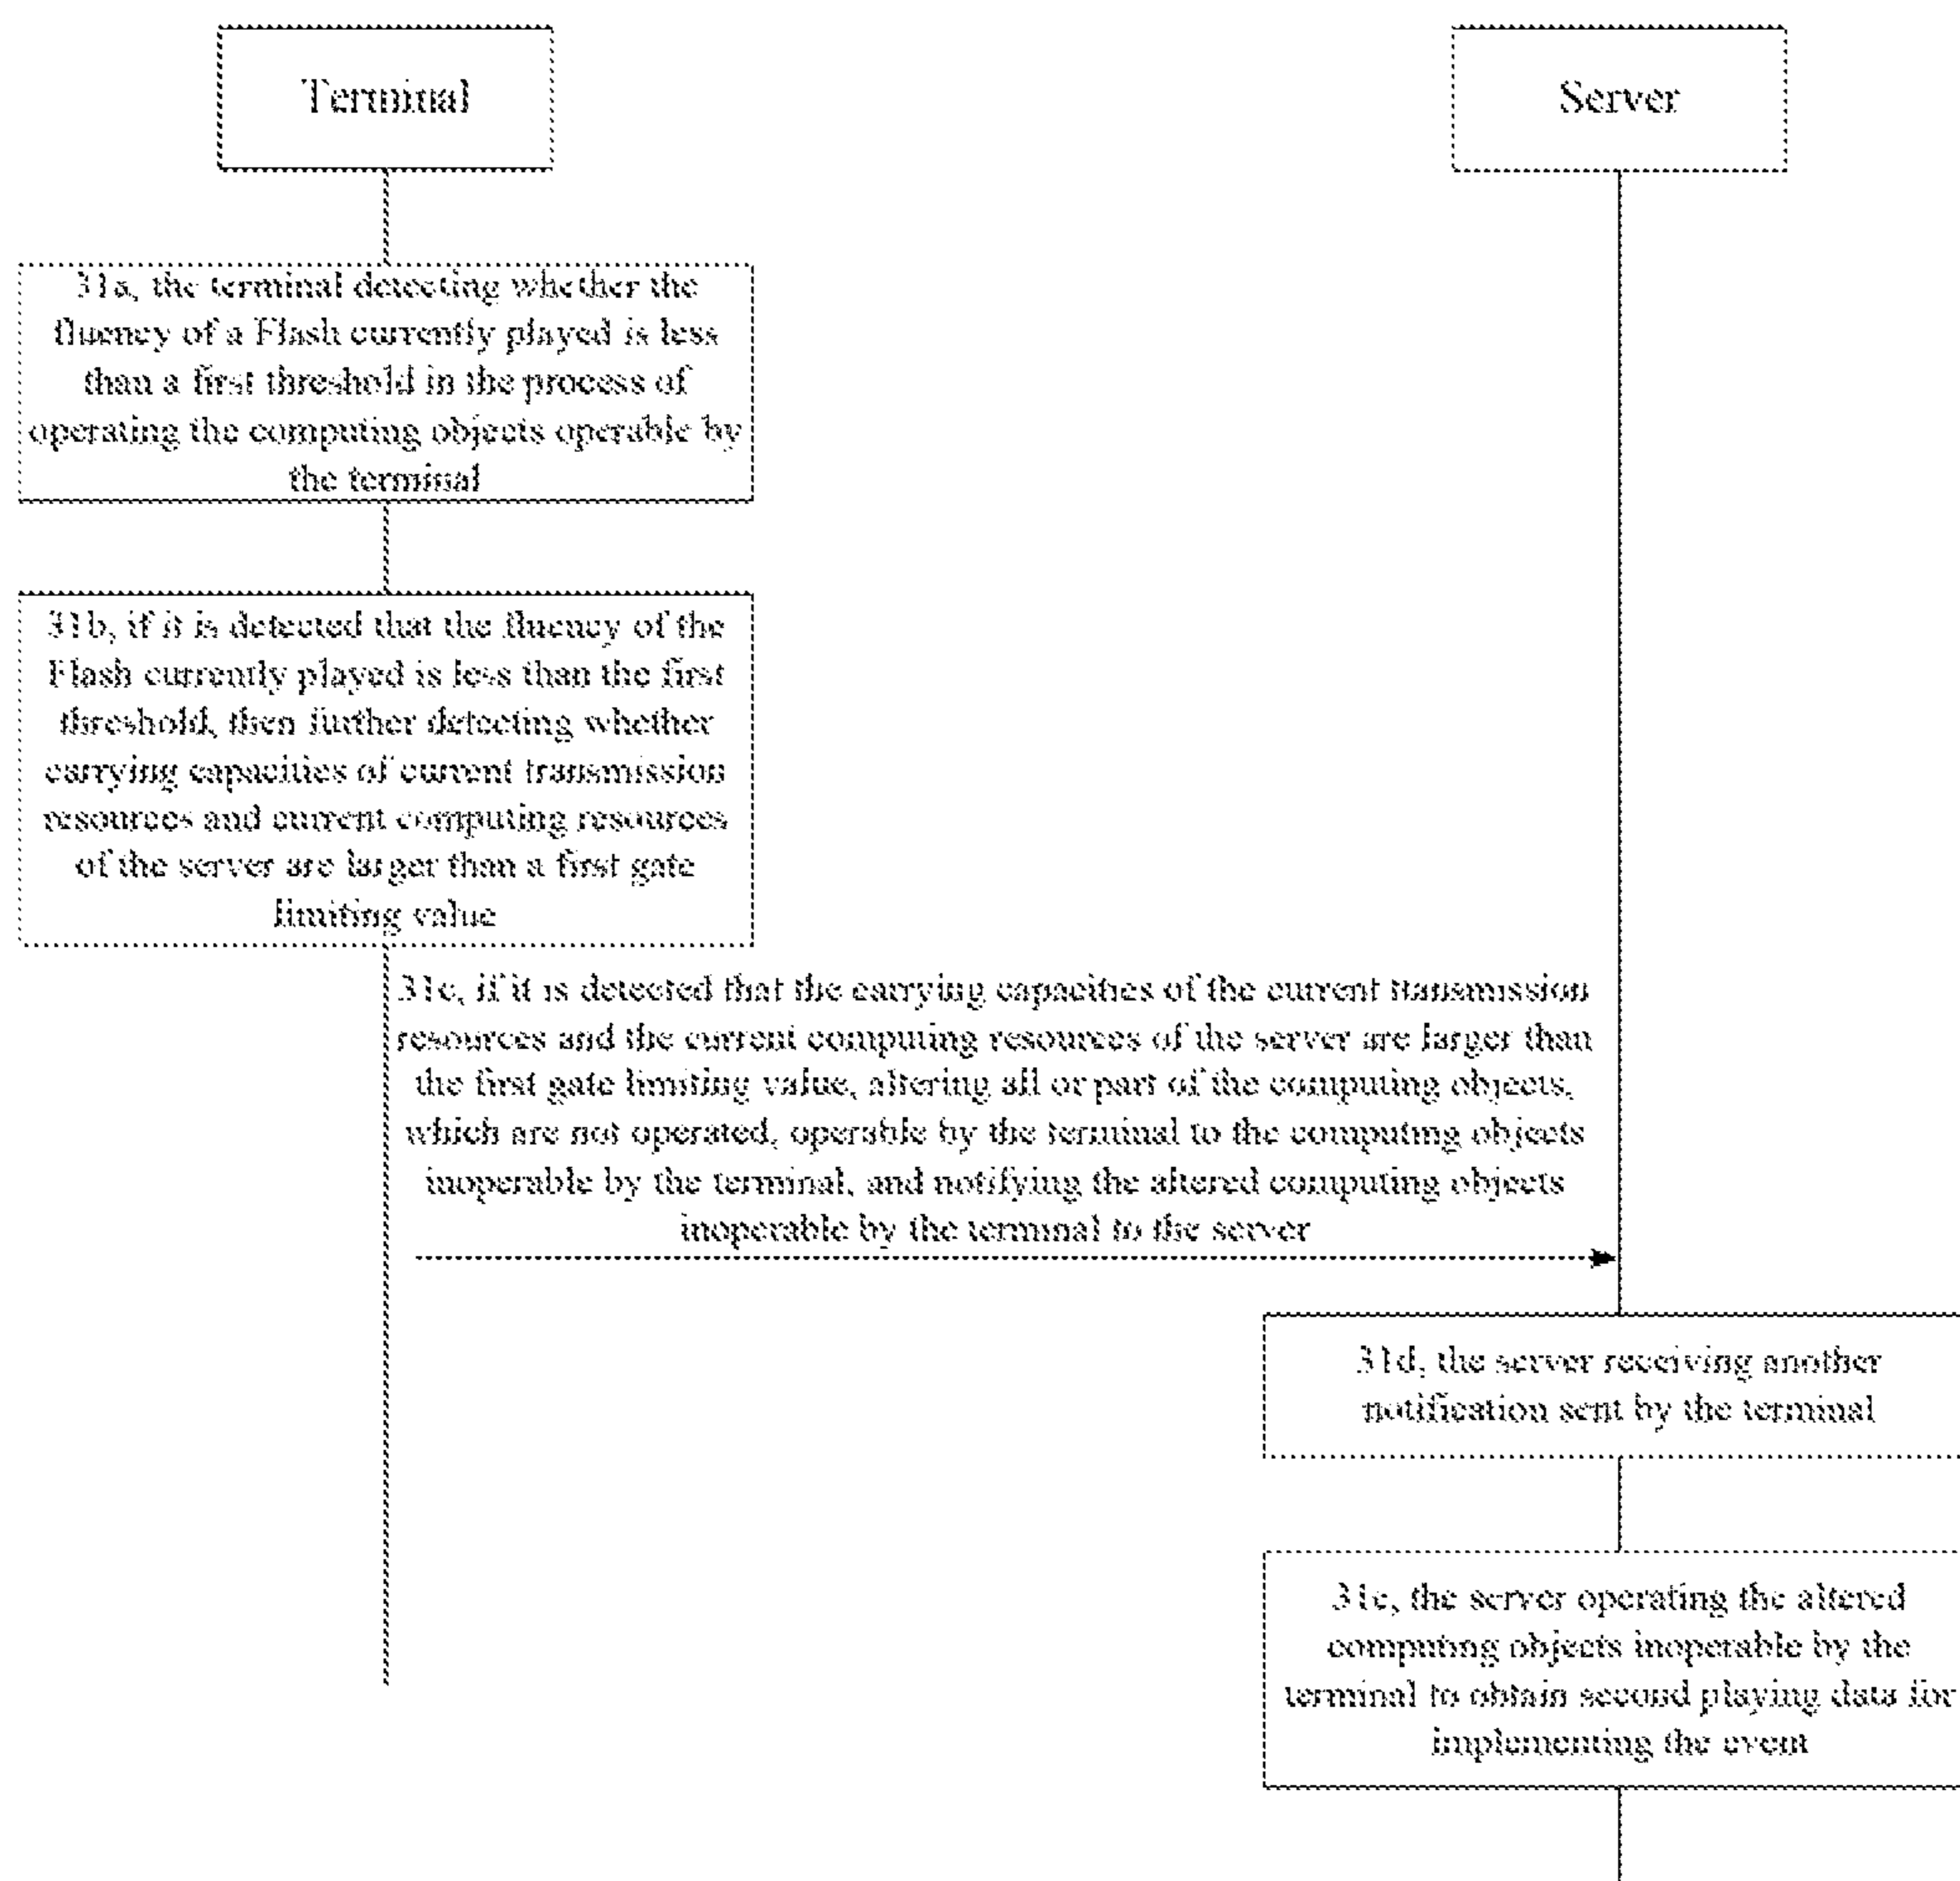 Terminal
Server
31a, the terminal detecting whether the
fluency of a Flash currently played is less
than a first threshold in the process of
operating the computing objects operable by
the terminal
31b, if it is detected that the fluency of the
Flash currently played is less than the first
threshold, then further detecting whether
carrying capacities of current transmission
resources and current computing resources
of the server are larger than a first gate
limiting value
31c, if it is detected that the carrying capacities of the current transmission
resources and the current computing resources of the server are larger than
the first gate limiting value, altering all or part of the computing objects,
which are not operated, operable by the terminal to the computing objects
inoperable by the terminal, and notifying the altered computing objects
inoperable by the terminal to the server
31d, the server receiving another
notification sent by the terminal
31e, the server operating the altered
computing objects inoperable by the
terminal to obtain second playing data for
implementing the event